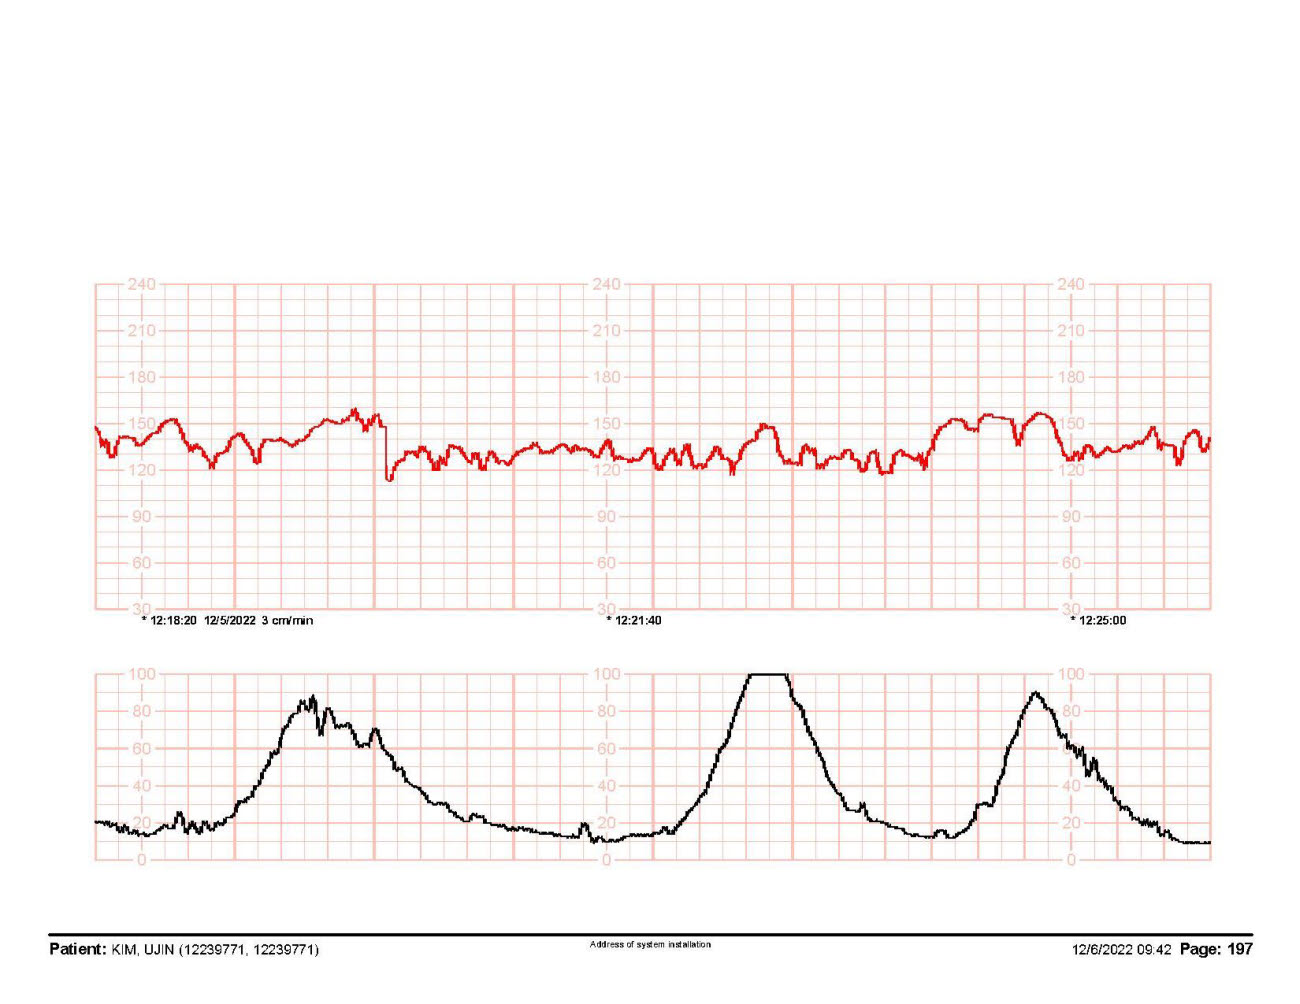 240 240 240
210 210 210
180 180 180
150 150 150
120 120 120
90 90 90
60 60 60
30 30 30
* 12:18:20 12/5/2022 3 cm/min * 12:21:40 * 12:25:00
100 100 100
80 80 80
60 60 60
40 40 40
20 20 20
0 0 0
Patient: KIM, UJIN (12239771, 12239771) Address of system installation 12/6/2022 09:42 Page: 197